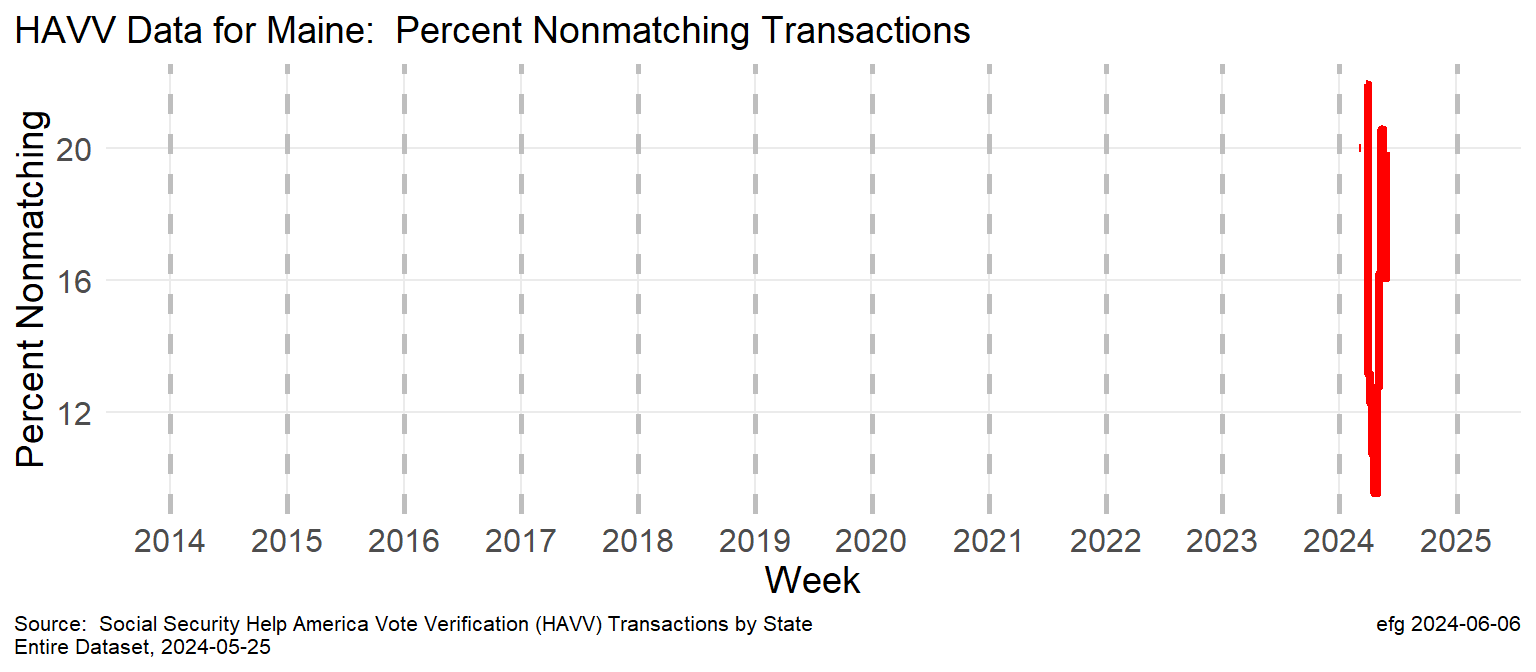 HAVV Data for Maine:  Percent Nonmatching Transactions
Percent Nonmatching
20
16
12
2014 2015 2016 2017 2018 2019 2020 2021 2022 2023 2024 2025
Week
Source:  Social Security Help America Vote Verification (HAVV) Transactions by State
Entire Dataset, 2024-05-25
efg 2024-06-06